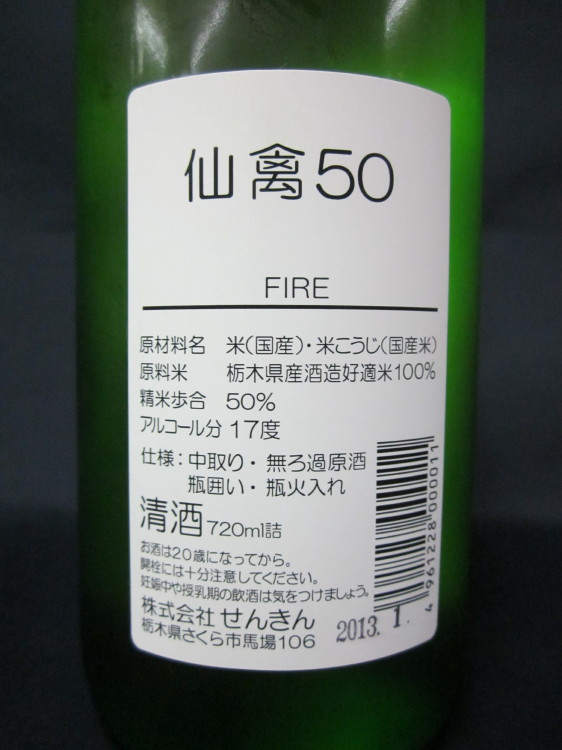 仙禽50
FIRE
原材料名　米(国産)・米こうじ(国産米)
原料米　栃木県産酒造好適米100%
精米歩合　50%
アルコール分 17度
仕様：中取り・無ろ過原酒
瓶囲い・瓶火入れ
清酒 720ml詰
お酒は20歳になってから。
開栓には十分注意してください。
妊娠中や授乳期の飲酒は気をつけましょう。
株式会社 せんきん
栃木県さくら市馬場106
2013. 1.
4 961228 000011